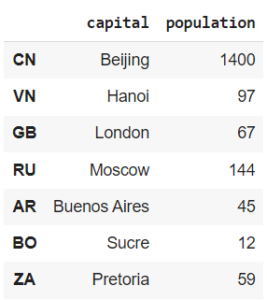 capital population
CN Beijing 1400
VN Hanoi 97
GB London 67
RU Moscow 144
AR Buenos Aires 45
BO Sucre 12
ZA Pretoria 59